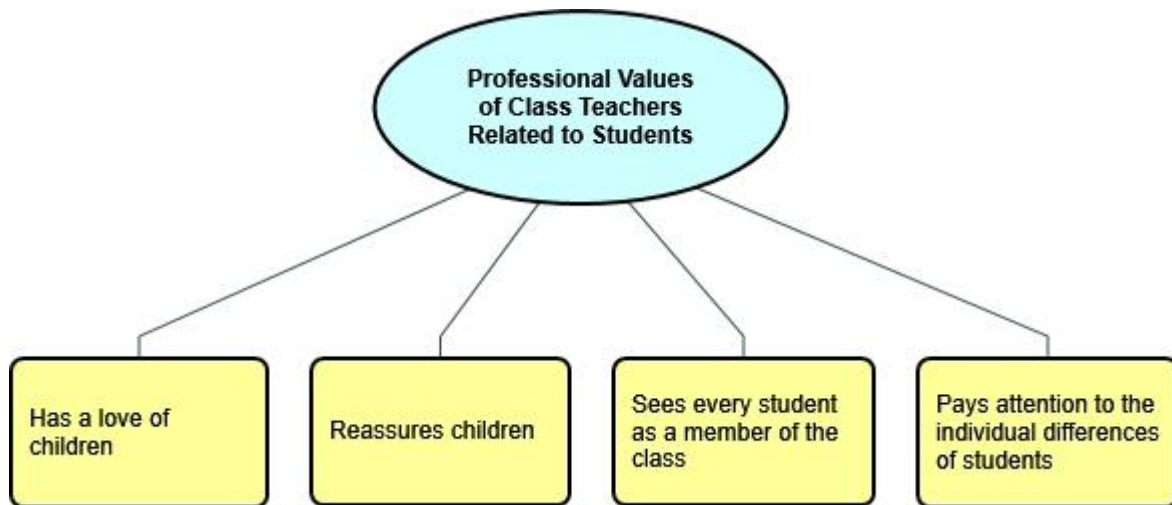 Professional Values
of Class Teachers
Related to Students
Has a love of
children
Reassures children
Sees every student
as a member of the
class
Pays attention to the
individual differences
of students